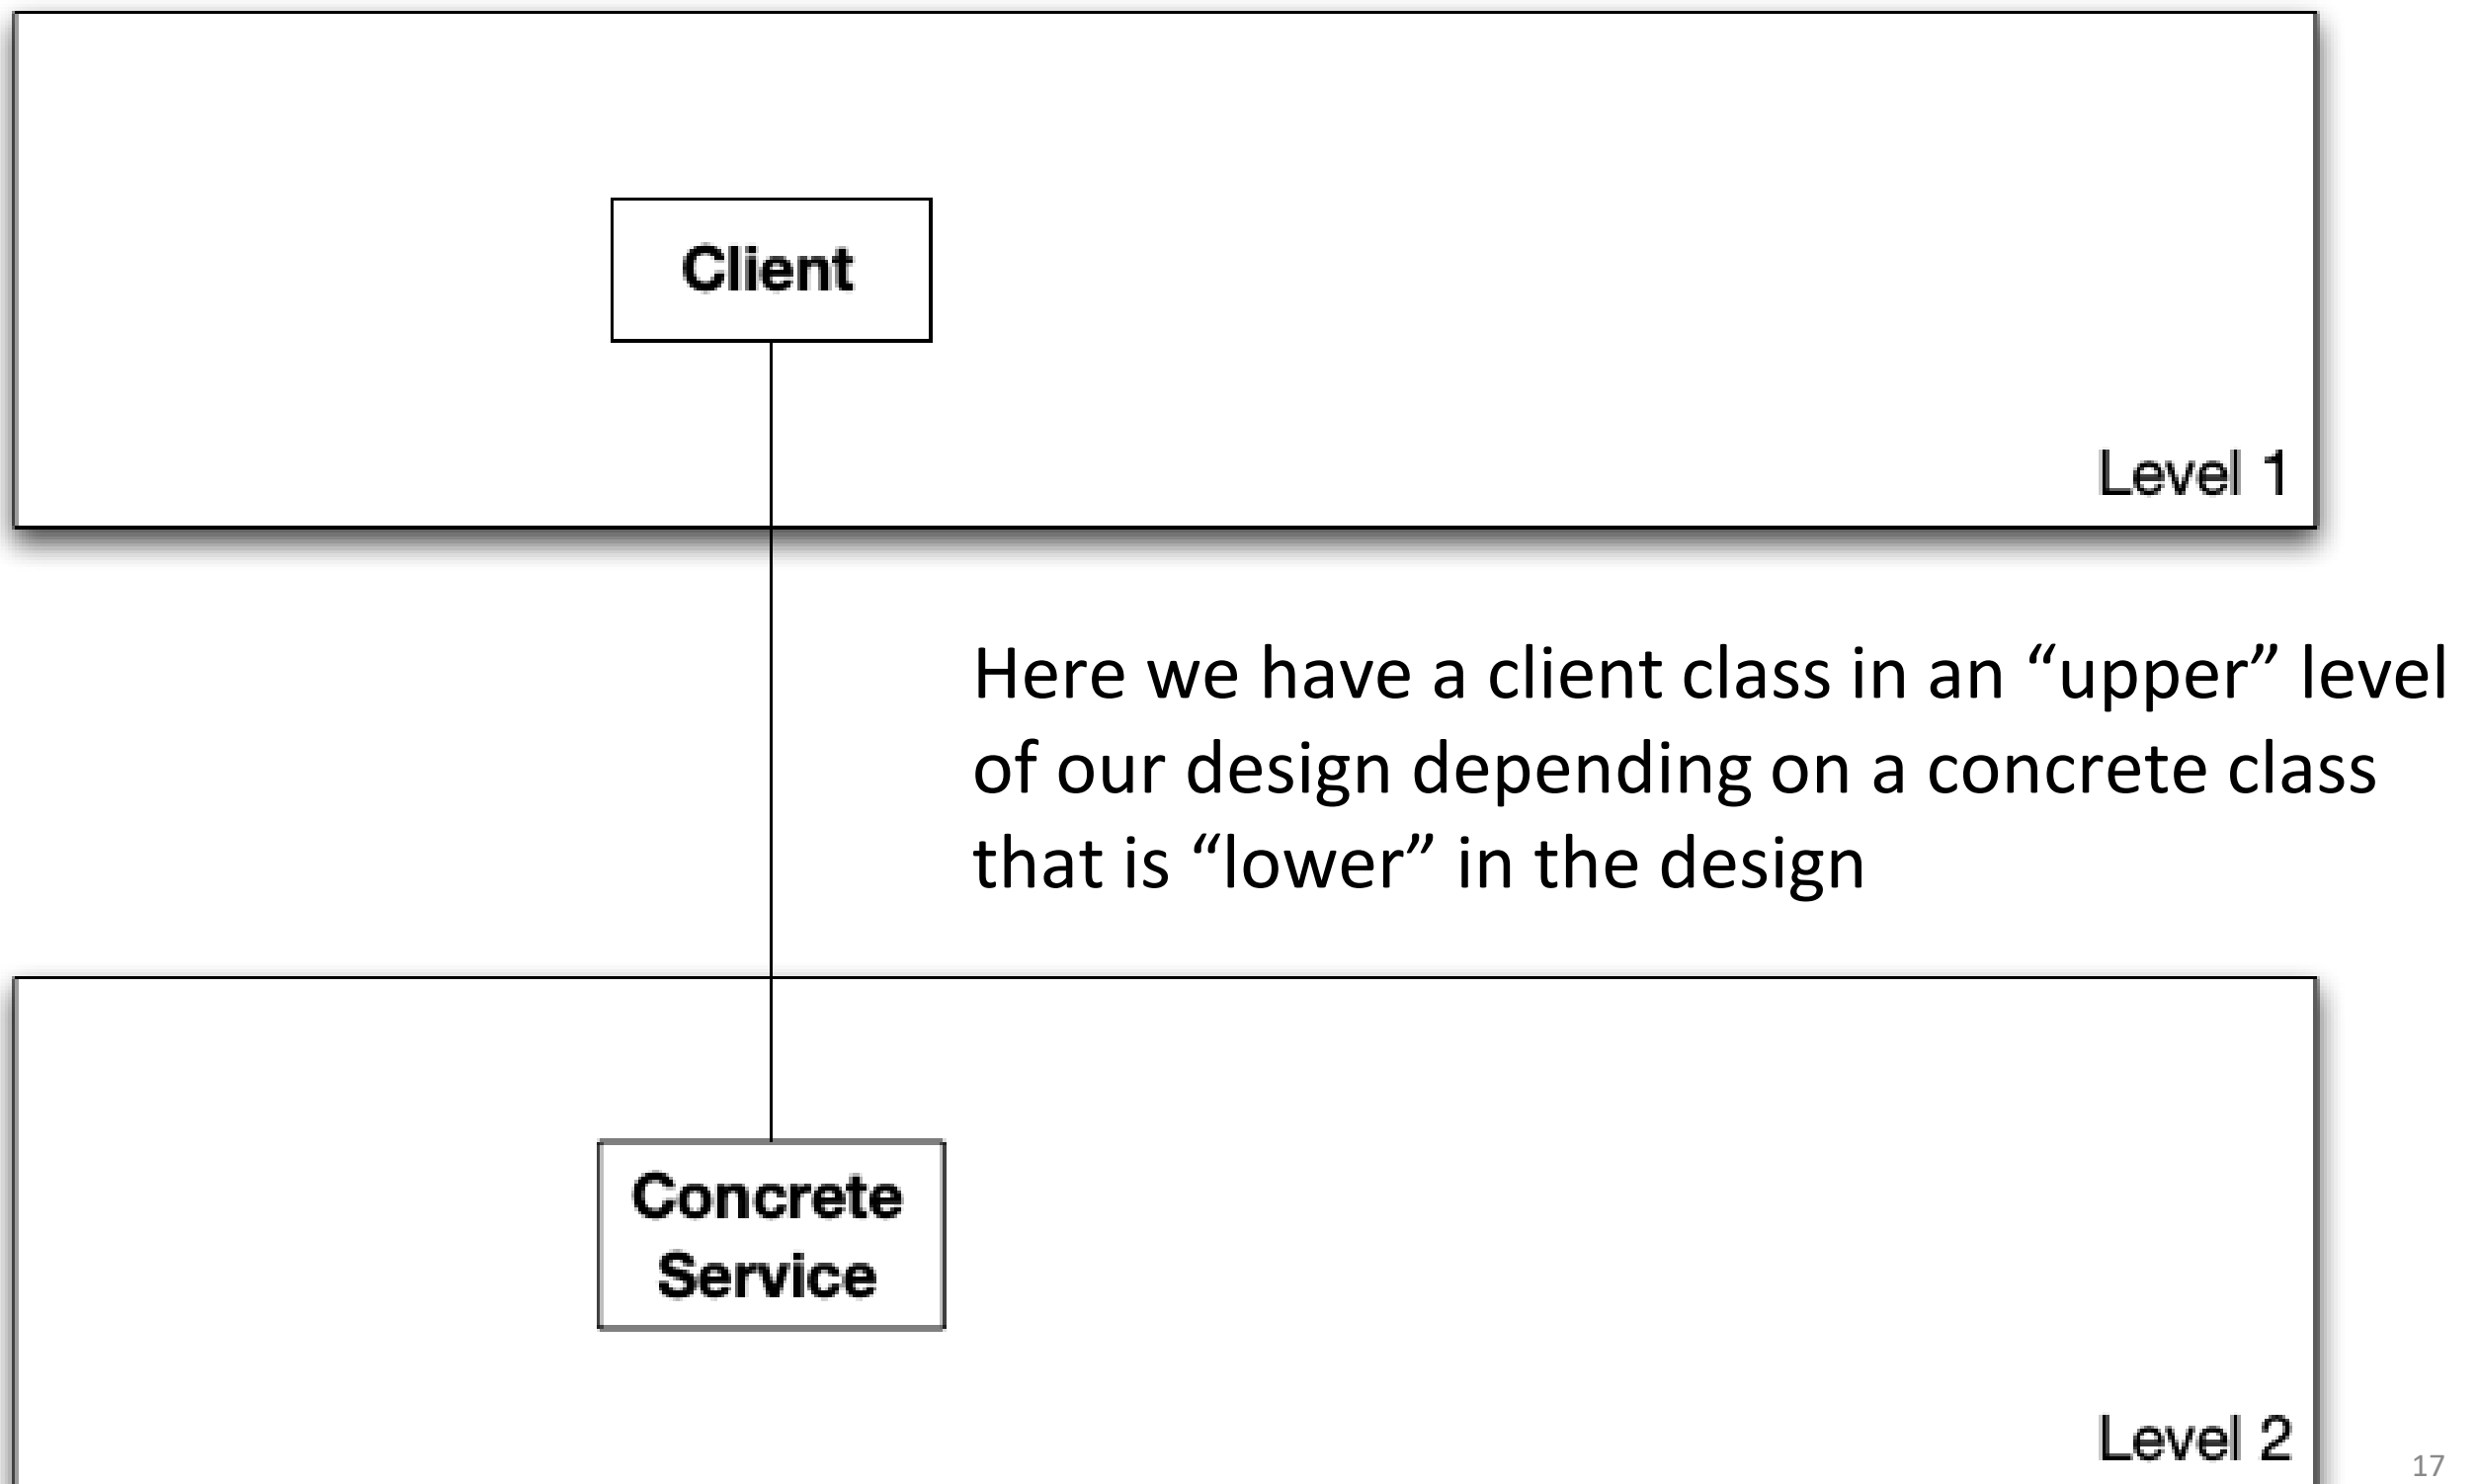 Client
Level 1
Here we have a client class in an “upper” level
of our design depending on a concrete class
that is “lower” in the design
Concrete
Service
Level 2
17